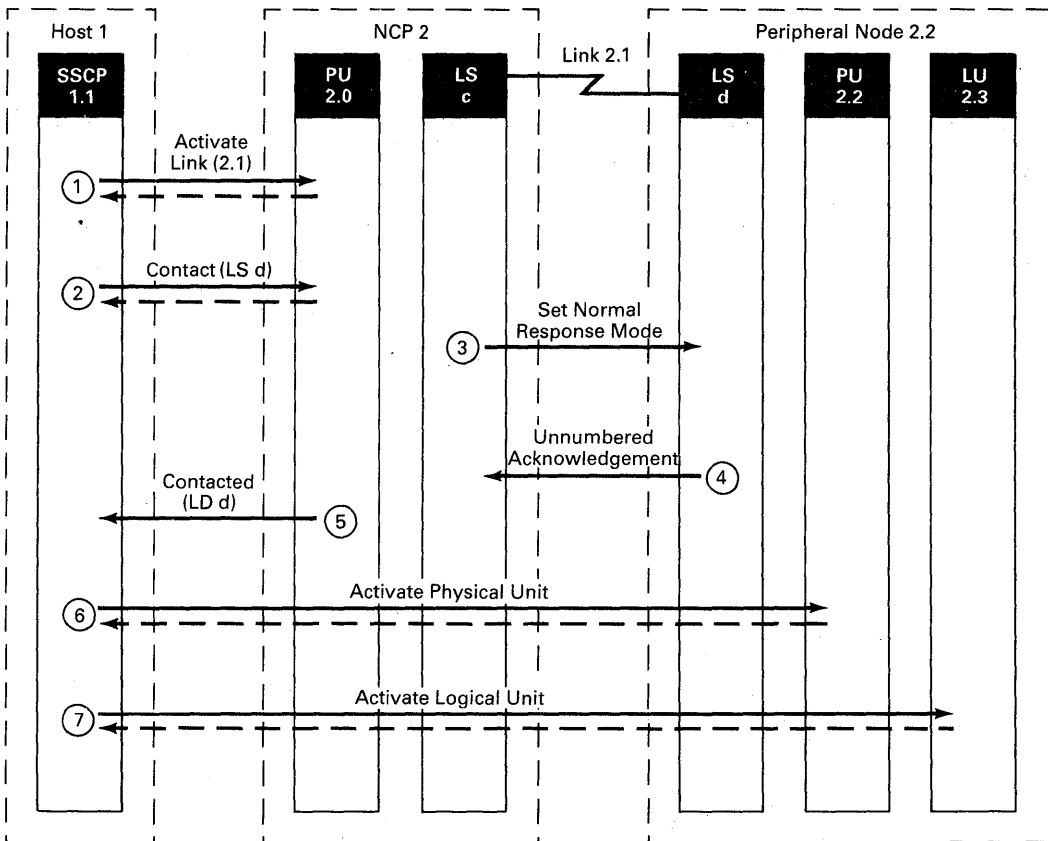 Host 1
NCP 2
Peripheral Node 2.2
Link 2.1
SSCP
1.1
PU
2.0
LS
c
LS
d
PU
2.2
LU
2.3
Activate
Link (2.1)
1
Contact (LS d)
2
Set Normal
Response Mode
3
Unnumbered
Acknowledgement
4
Contacted
(LD d)
5
Activate Physical Unit
6
Activate Logical Unit
7